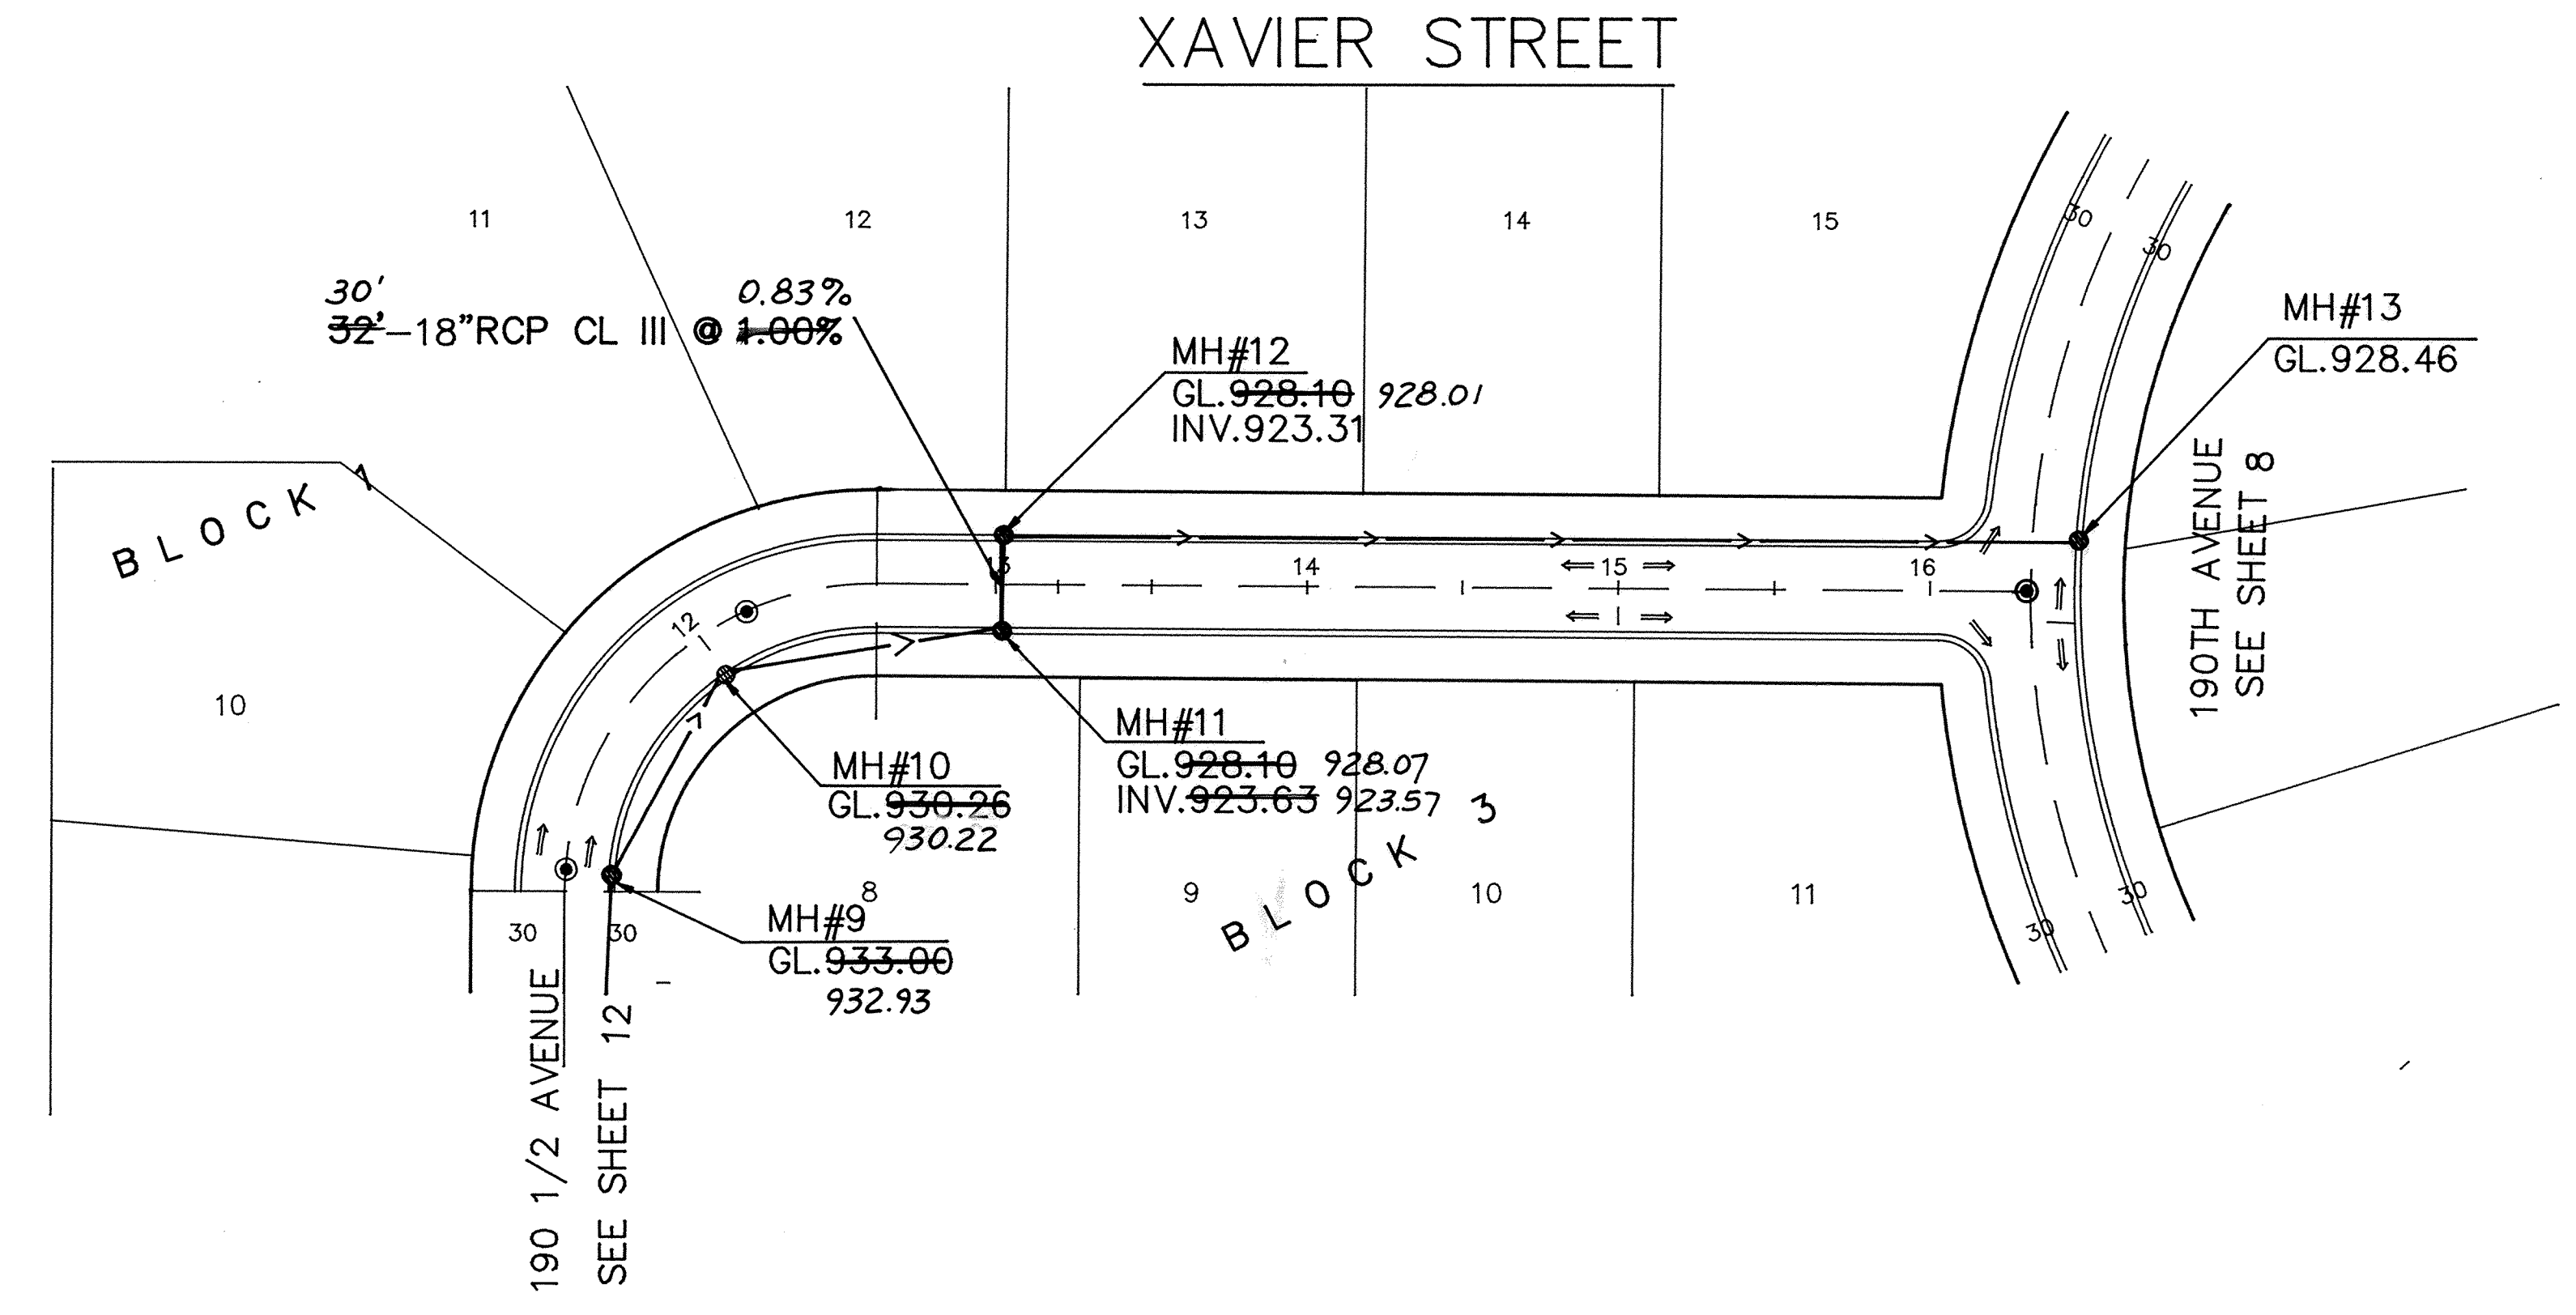 XAVIER STREET
11
12
13
14
15
30
30
30' 0.83%
32'-18"RCP CL III @ 1.00%
MH#12
GL.928.10 928.01
INV.923.31
MH#13
GL.928.46
BLOCK 1
10
12
13
14
15
16
190TH AVENUE
SEE SHEET 8
MH#11
GL.928.10 928.07
INV.923.63 923.57
MH#10
GL.930.26
930.22
BLOCK 3
8
9
10
11
MH#9
GL.933.00
932.93
30
30
30
30
190 1/2 AVENUE
SEE SHEET 12